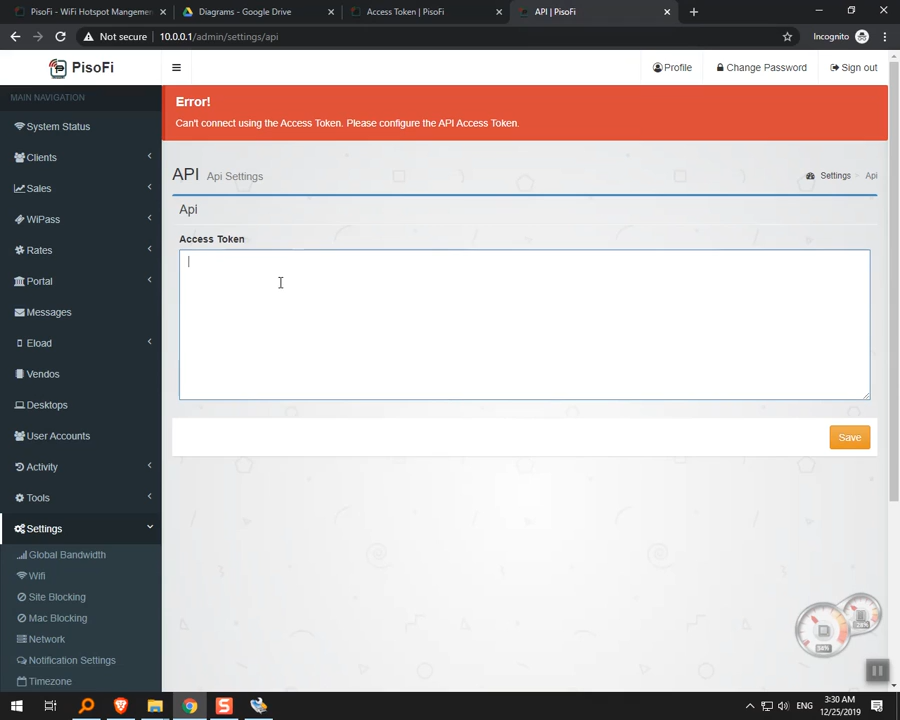 PisoFi - WiFi Hotspot Mangemen
Diagrams - Google Drive
Access Token | PisoFi
API | PisoFi
Not secure
10.0.0.1/admin/settings/api
Incognito
PisoFi
Profile
Change Password
Sign out
MAIN NAVIGATION
Error!
Can't connect using the Access Token. Please configure the API Access Token.
System Status
Clients
Sales
WiPass
Rates
Portal
Messages
Eload
Vendos
Desktops
User Accounts
Activity
Tools
Settings
Global Bandwidth
Wifi
Site Blocking
Mac Blocking
Network
Notification Settings
Timezone
API
Api Settings
Settings
Api
Api
Access Token
Save
54%
ENG
3:30 AM
12/25/2019